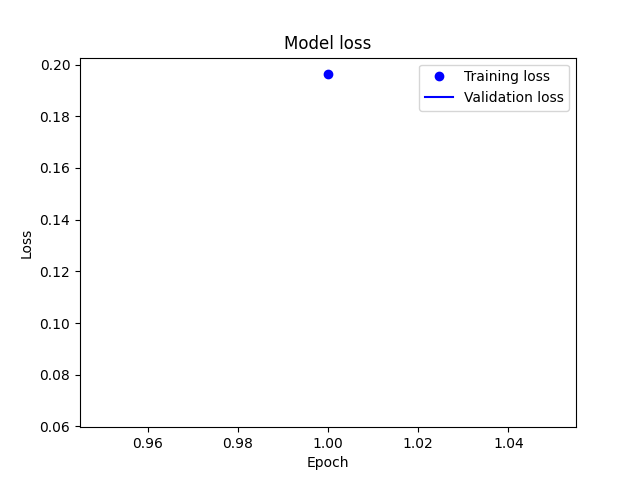 Model loss
0.20
0.18
0.16
0.14
0.12
0.10
0.08
0.06
Loss
Training loss
Validation loss
0.96 0.98 1.00 1.02 1.04
Epoch